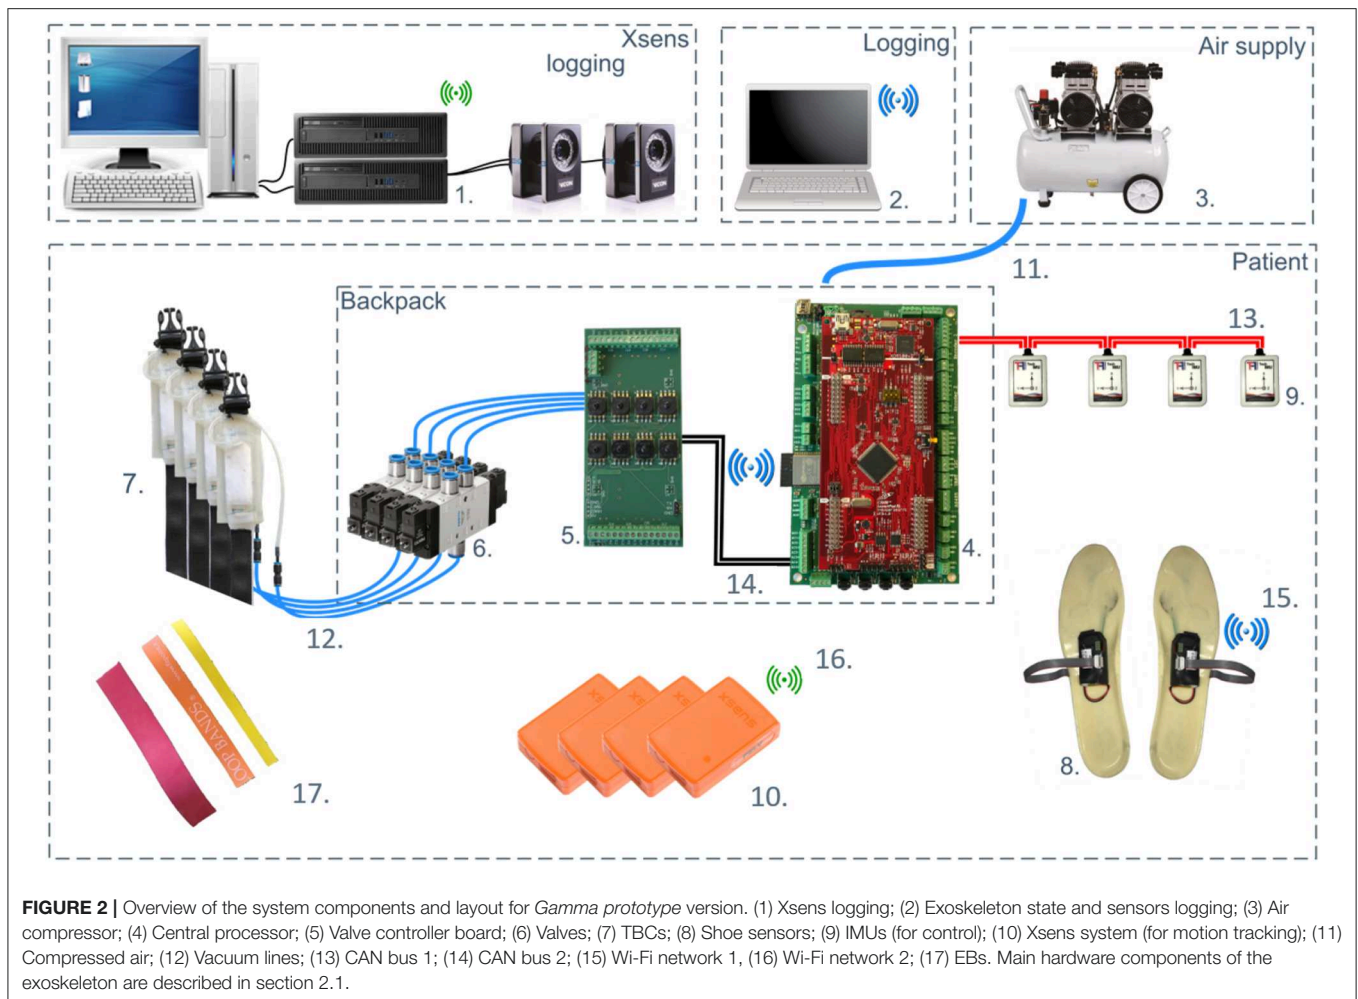 Xsens
logging
Logging
Air supply
1.
2.
3.
11.
Patient
Backpack
13.
9.
7.
6.
5.
4.
14.
12.
15.
16.
17.
10.
8.
VICON
LOOP BANDS®
xsens
FIGURE 2 | Overview of the system components and layout for Gamma prototype version. (1) Xsens logging; (2) Exoskeleton state and sensors logging; (3) Air
compressor; (4) Central processor; (5) Valve controller board; (6) Valves; (7) TBCs; (8) Shoe sensors; (9) IMUs (for control); (10) Xsens system (for motion tracking); (11)
Compressed air; (12) Vacuum lines; (13) CAN bus 1; (14) CAN bus 2; (15) Wi-Fi network 1, (16) Wi-Fi network 2; (17) EBs. Main hardware components of the
exoskeleton are described in section 2.1.